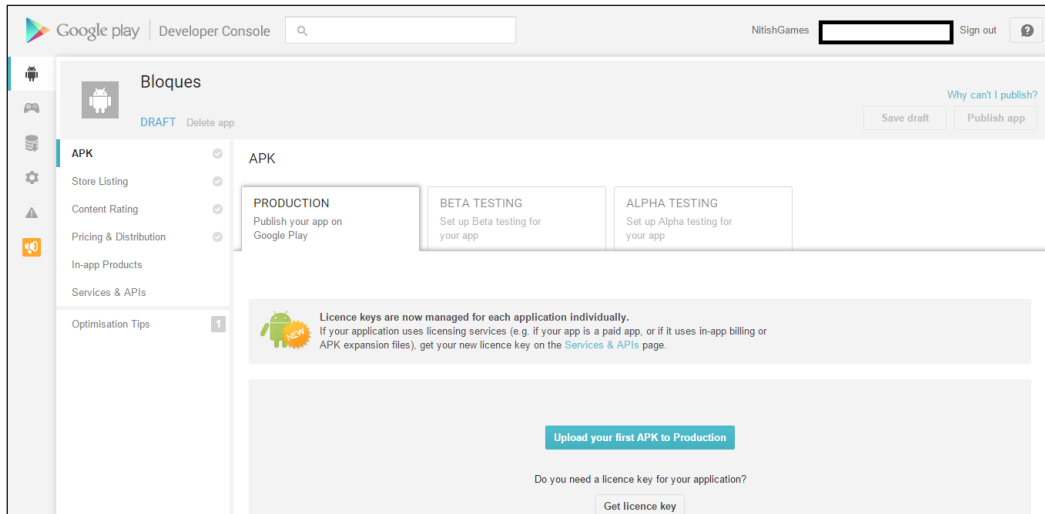 Google play | Developer Console
NitishGames
Sign out
Bloques
DRAFT Delete app
Why can't I publish?
Save draft
Publish app
APK
Store Listing
Content Rating
Pricing & Distribution
In-app Products
Services & APIs
Optimisation Tips
1
APK
PRODUCTION
Publish your app on
Google Play
BETA TESTING
Set up Beta testing for
your app
ALPHA TESTING
Set up Alpha testing for
your app
NEW
Licence keys are now managed for each application individually.
If your application uses licensing services (e.g. if your app is a paid app, or if it uses in-app billing or
APK expansion files), get your new licence key on the Services & APIs page.
Upload your first APK to Production
Do you need a licence key for your application?
Get licence key